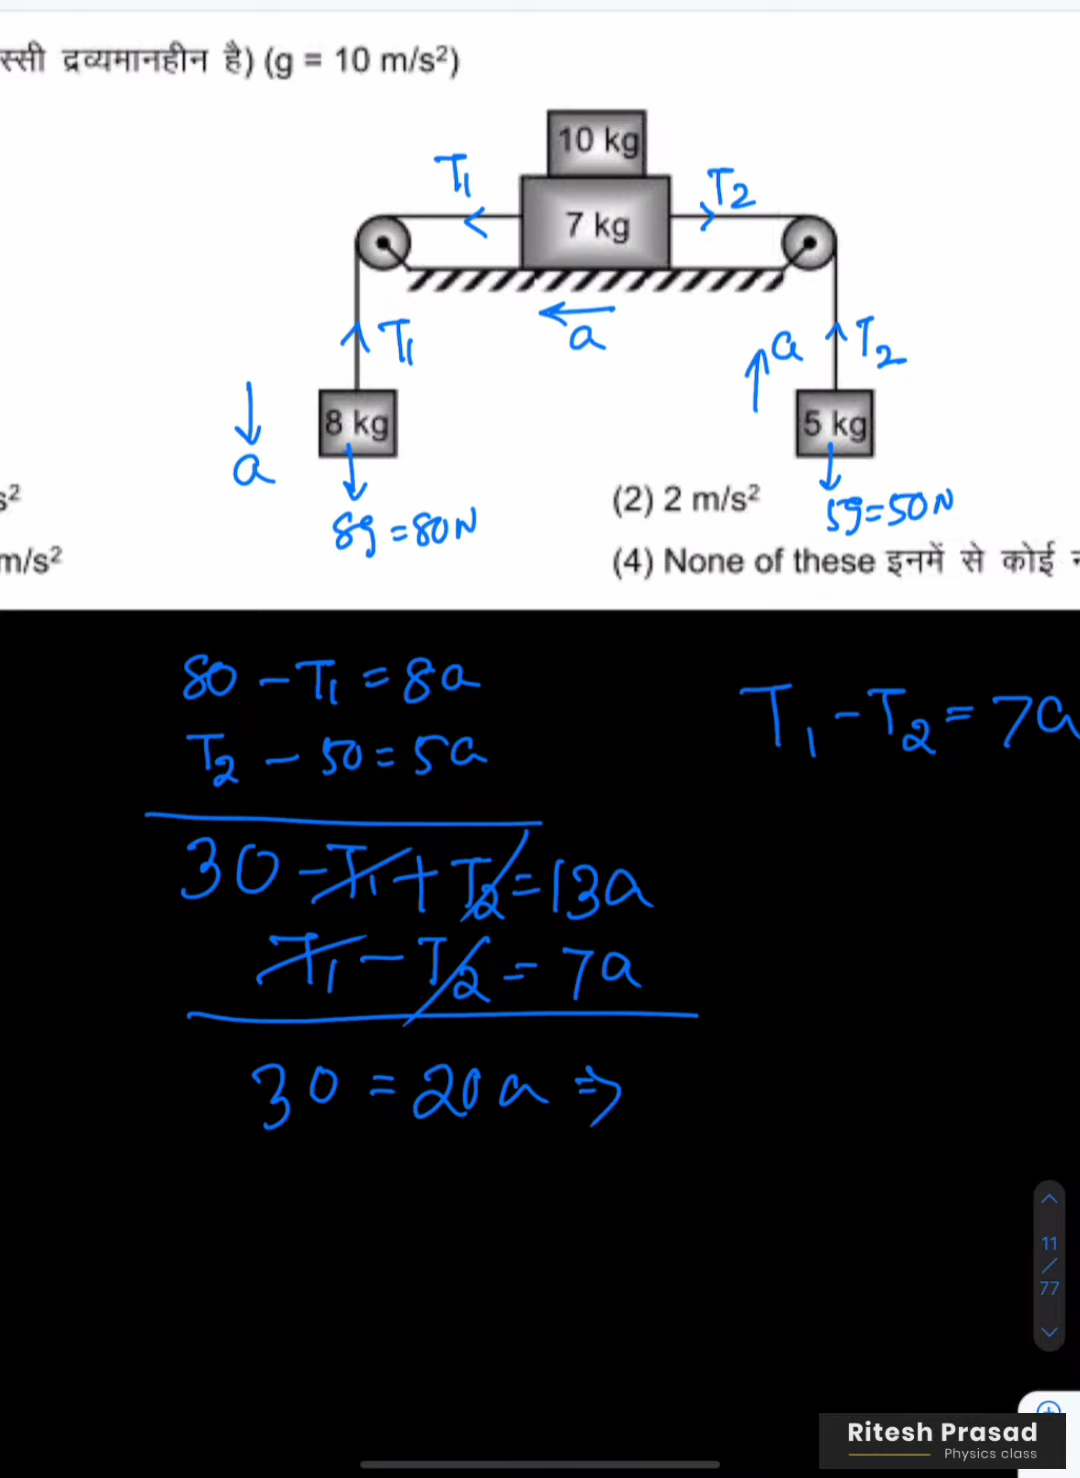 स्सी द्रव्यमानहीन है) (g = 10 m/s²)
10 kg
T₁
T₂
7 kg
T₁
a
a
T₂
8 kg
5 kg
a
s²
(2) 2 m/s²
8g = 80N
5g = 50N
m/s²
(4) None of these इनमें से कोई
80 - T₁ = 8a
T₁ - T₂ = 7a
T₂ - 50 = 5a
30 - T₁ + T₂ = 13a
T₁ - T₂ = 7a
30 = 20a ⇒
11
/
77
Ritesh Prasad
Physics class